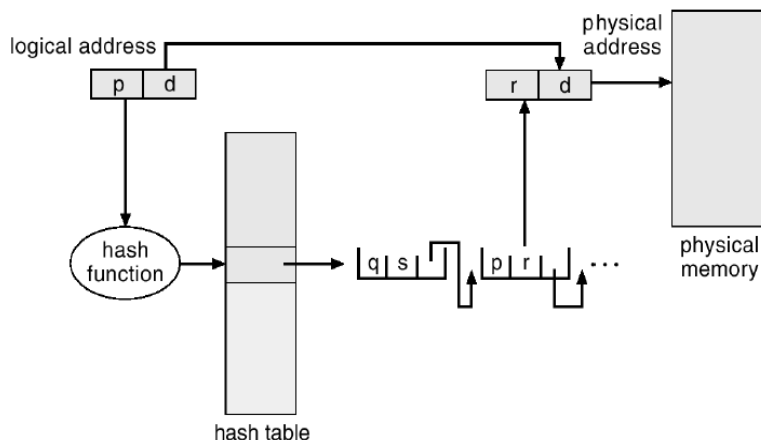 logical address
p d
physical
address
r d
hash
function
q s
p r ...
physical
memory
hash table